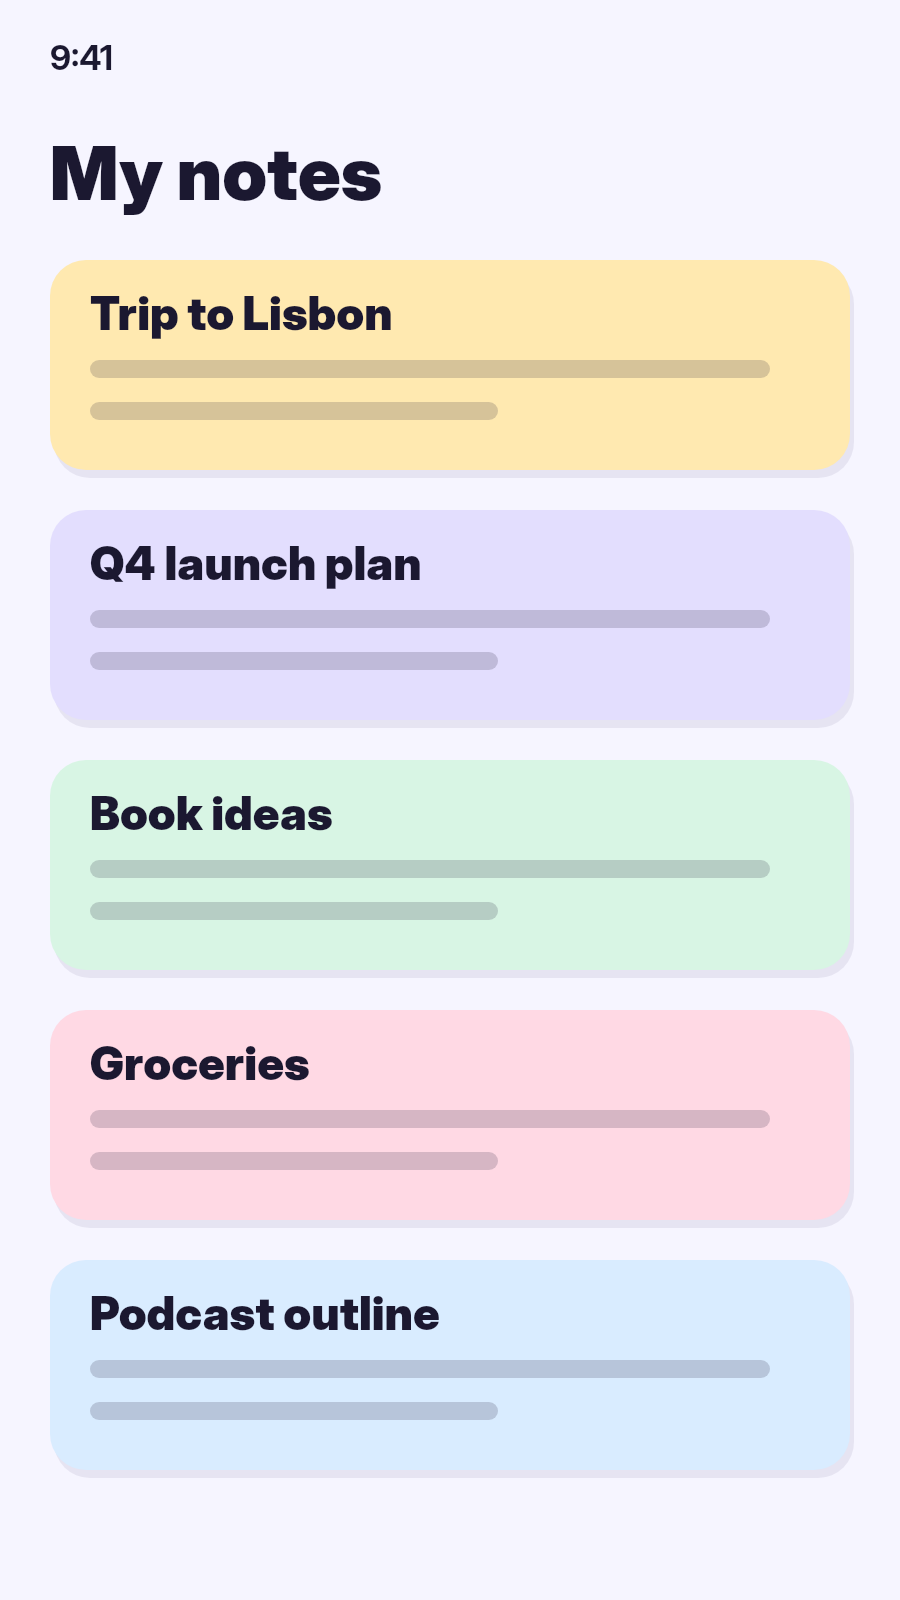 9:41
My notes
Trip to Lisbon
Q4 launch plan
Book ideas
Groceries
Podcast outline